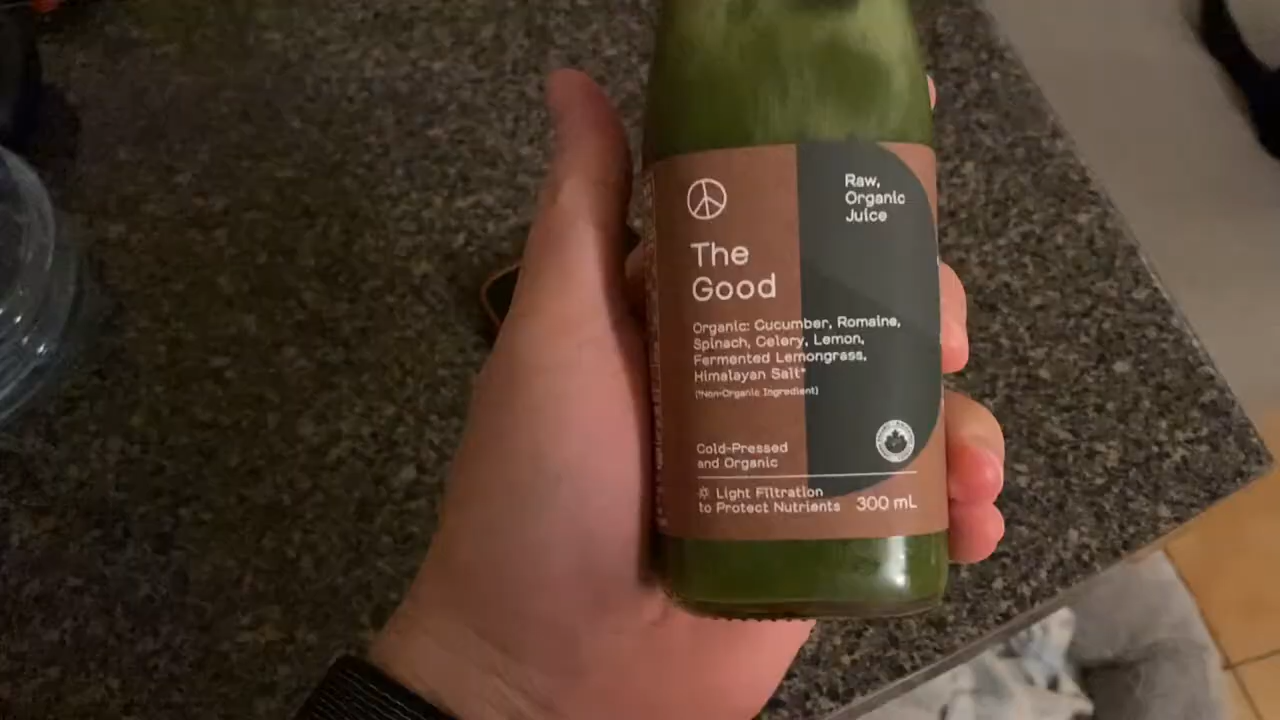 Raw,
Organic
Juice
The
Good
Organic: Cucumber, Romaine,
Spinach, Celery, Lemon,
Fermented Lemongrass,
Himalayan Salt*
(*Non-Organic Ingredient)
Cold-Pressed
and Organic
Light Filtration
to Protect Nutrients
300 mL